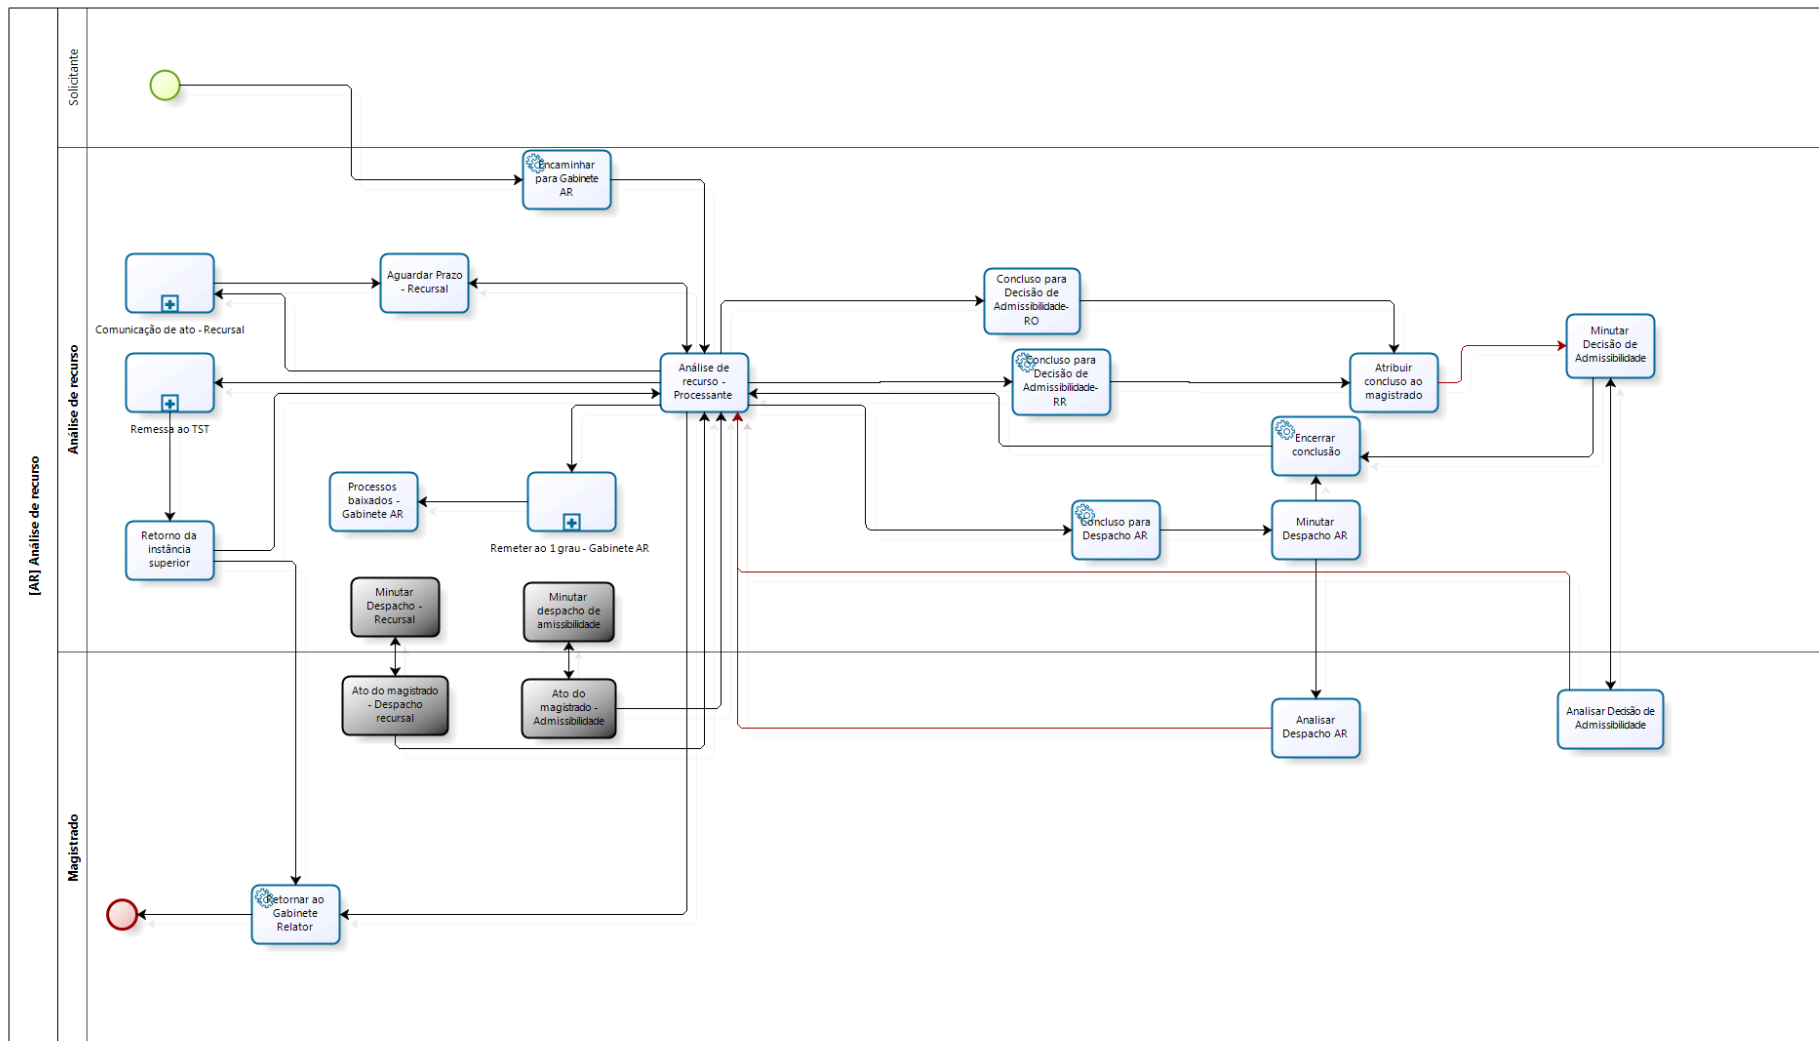 [AR] Análise de recurso
Solicitante
Análise de recurso
Magistrado
Encaminhar
para Gabinete
AR
Comunicação de ato - Recursal
Aguardar Prazo
- Recursal
Remessa ao TST
Análise de
recurso -
Processante
Concluso para
Decisão de
Admissibilidade-
RO
Concluso para
Decisão de
Admissibilidade-
RR
Atribuir
concluso ao
magistrado
Minutar
Decisão de
Admissibilidade
Encerrar
conclusão
Processos
baixados -
Gabinete AR
Remeter ao 1 grau - Gabinete AR
Concluso para
Despacho AR
Minutar
Despacho AR
Retorno da
instância
superior
Minutar
Despacho -
Recursal
Minutar
despacho de
amissibilidade
Ato do magistrado
- Despacho
recursal
Ato do
magistrado -
Admissibilidade
Analisar
Despacho AR
Analisar Decisão de
Admissibilidade
Retornar ao
Gabinete
Relator